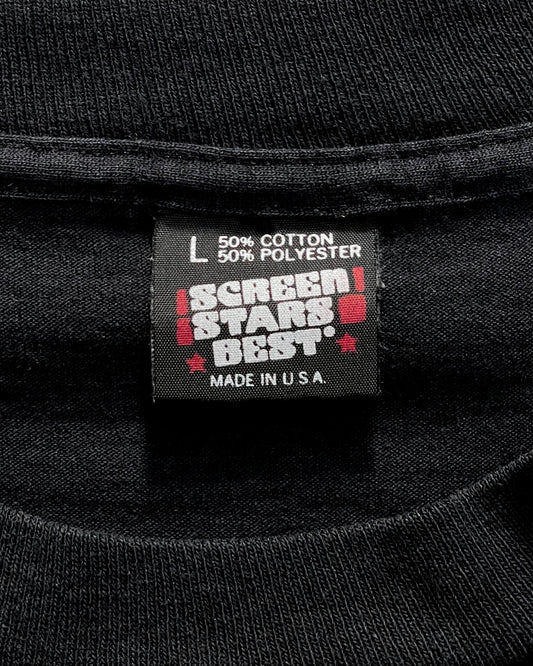 L 50% COTTON
50% POLYESTER
SCREEN
STARS
BEST®
MADE IN U.S.A.